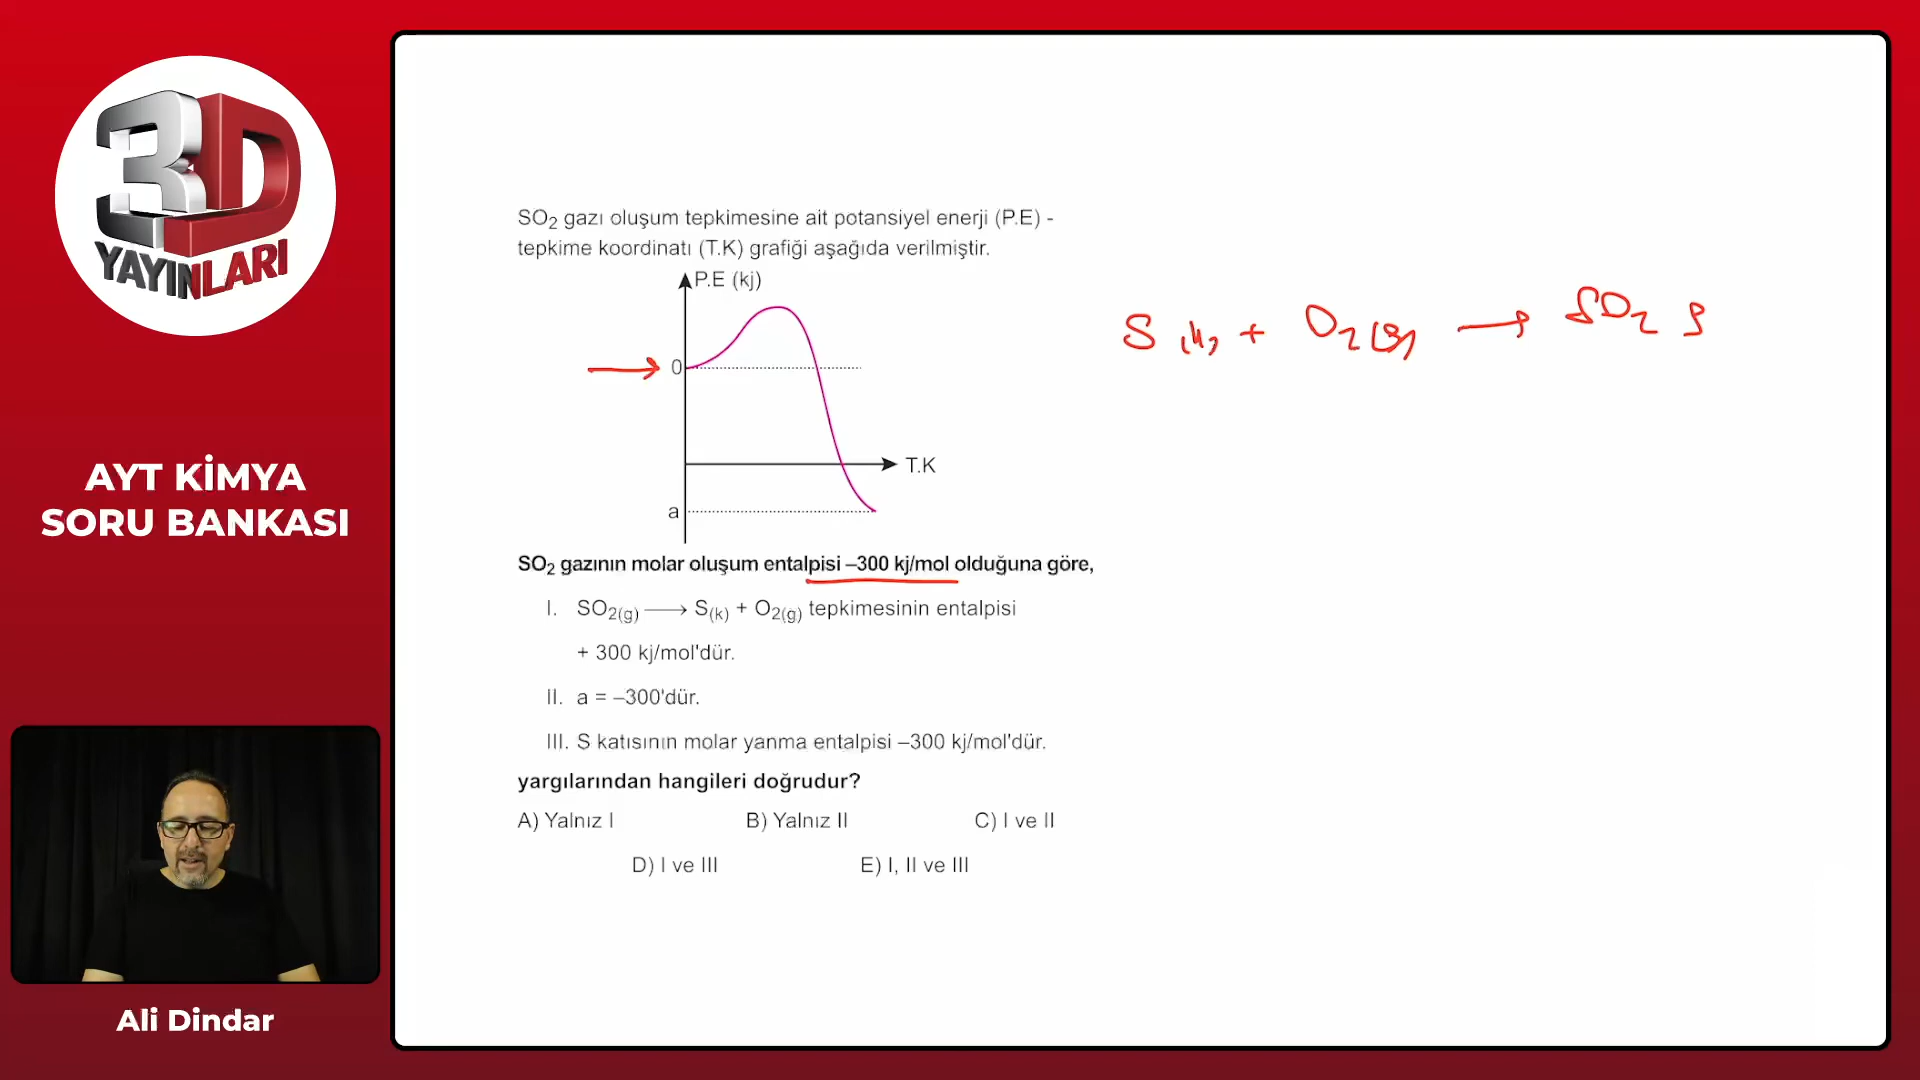 3D
YAYINLARI
AYT KİMYA
SORU BANKASI
Ali Dindar
SO₂ gazı oluşum tepkimesine ait potansiyel enerji (P.E) -
tepkime koordinatı (T.K) grafiği aşağıda verilmiştir.
P.E (kj)
0
T.K
a
SO₂ gazının molar oluşum entalpisi –300 kj/mol olduğuna göre,
I. SO₂(g) ⟶ S(k) + O₂(g) tepkimesinin entalpisi
+ 300 kj/mol'dür.
II. a = –300'dür.
III. S katısının molar yanma entalpisi –300 kj/mol'dür.
yargılarından hangileri doğrudur?
A) Yalnız I B) Yalnız II C) I ve II
D) I ve III E) I, II ve III
S (k) + O₂(g) → SO₂ g